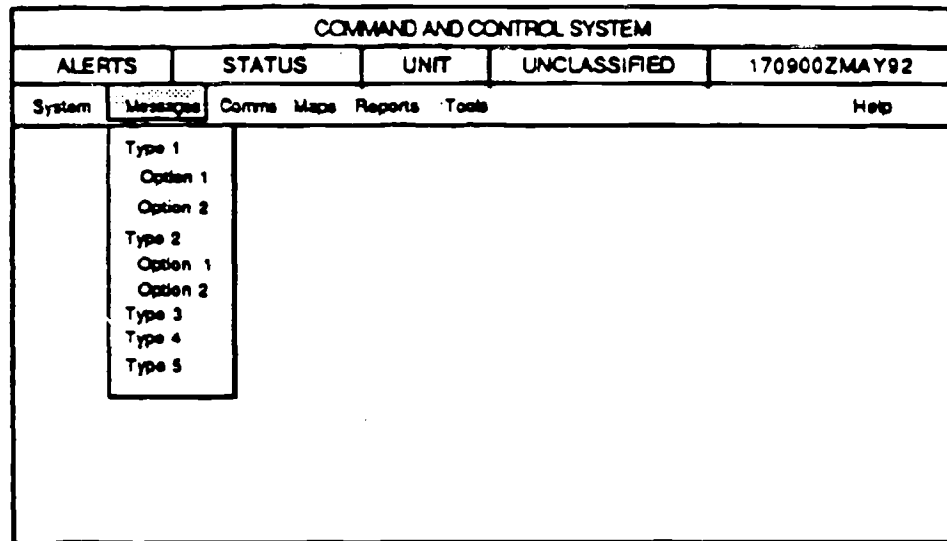 COMMAND AND CONTROL SYSTEM
ALERTS STATUS UNIT UNCLASSIFIED 170900ZMAY92
System Messages Comms Maps Reports Tools Help
Type 1
Option 1
Option 2
Type 2
Option 1
Option 2
Type 3
Type 4
Type 5